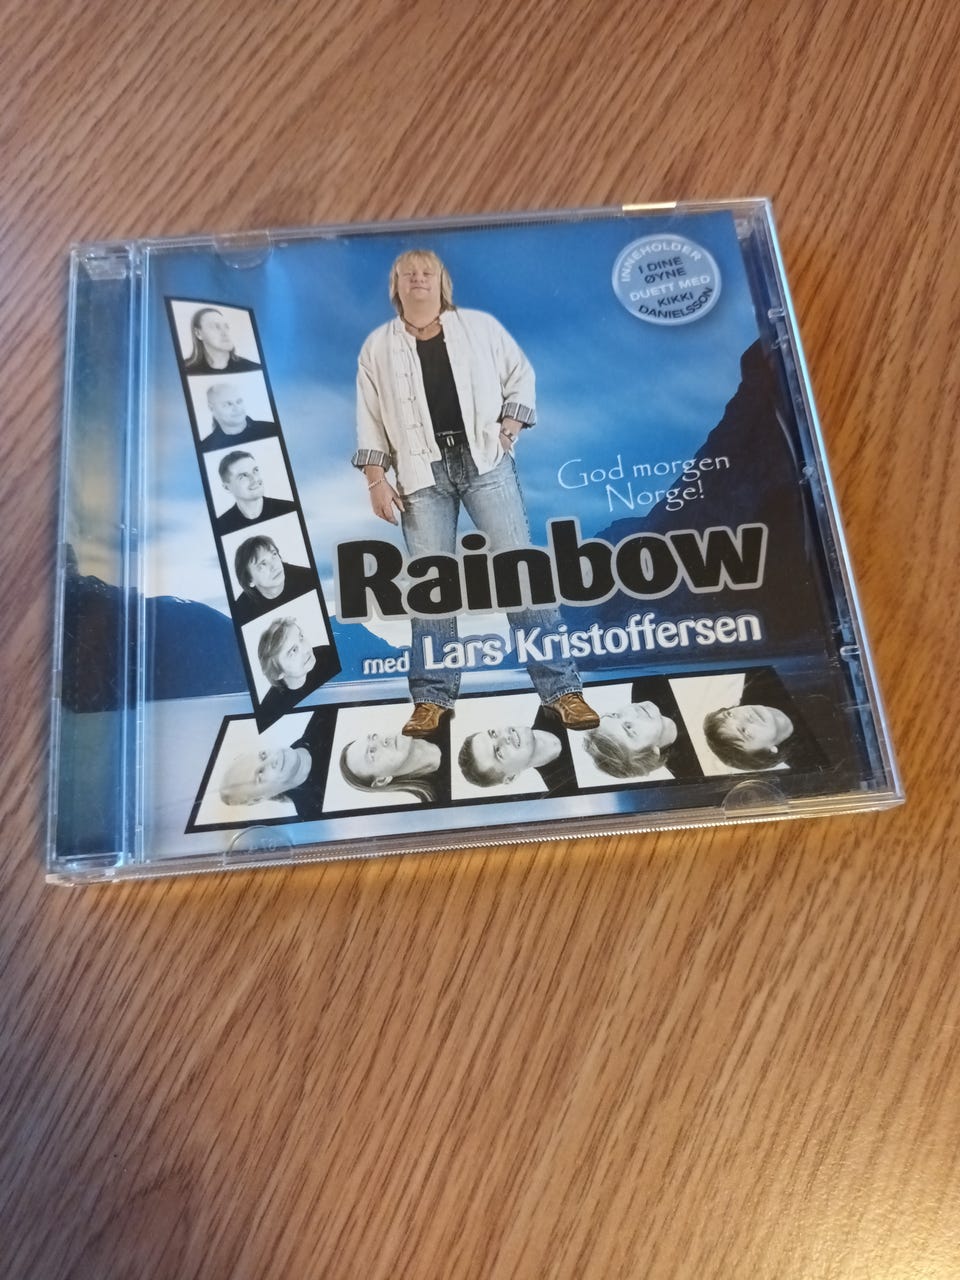 INNEHOLDER
I DINE
ØYNE
DUETT MED
KIKKI
DANIELSSON
God morgen
Norge!
Rainbow
med Lars Kristoffersen